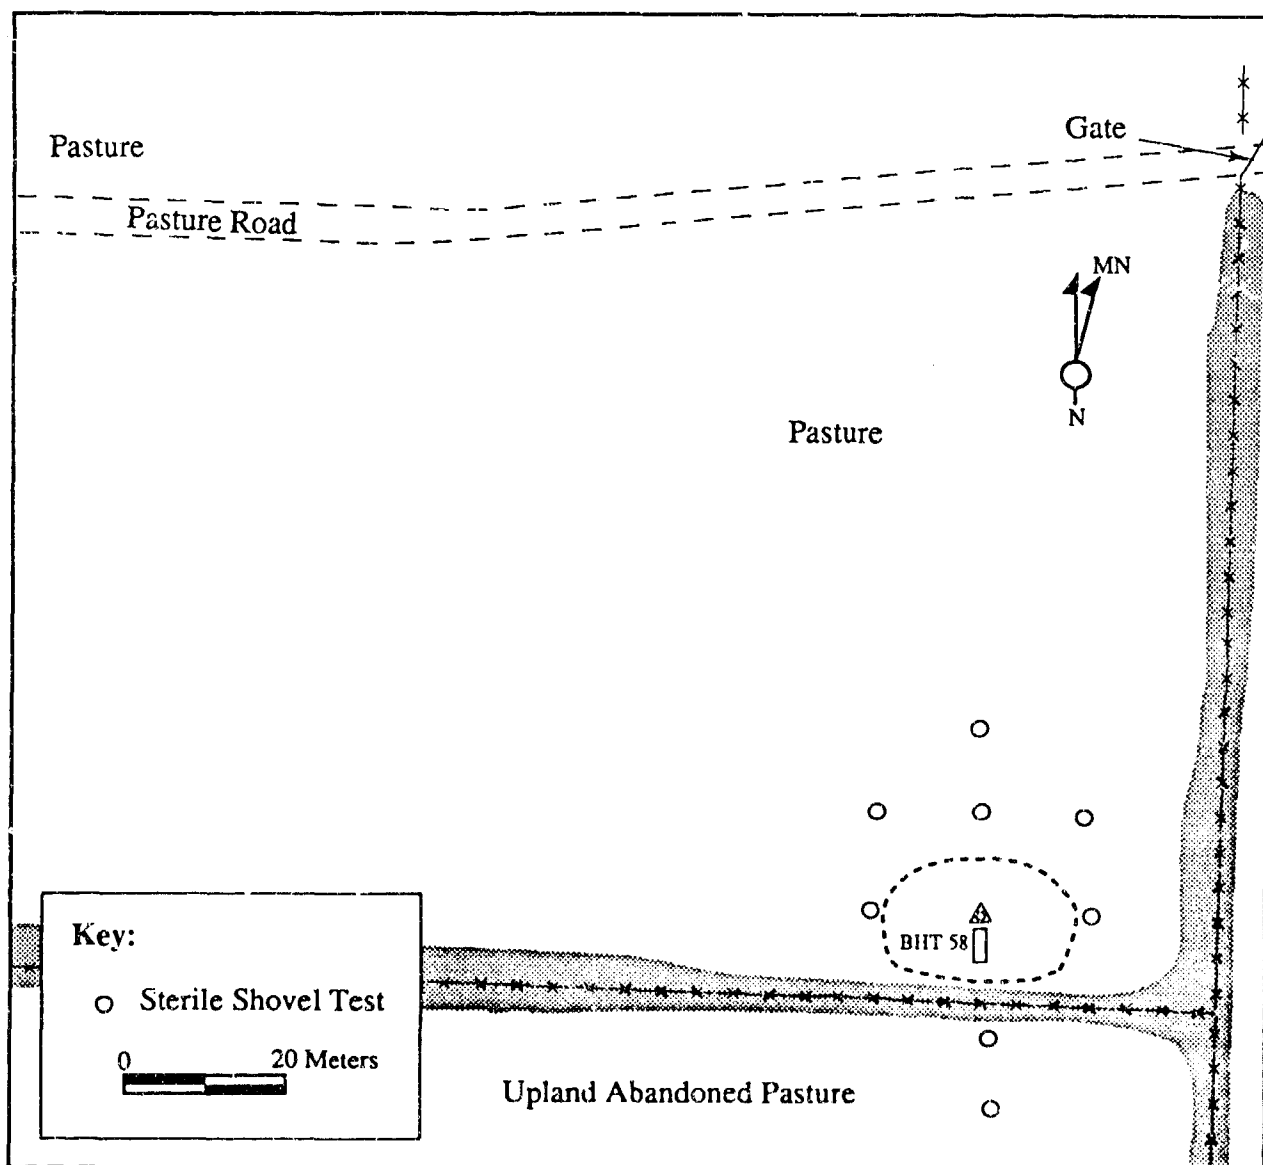 Gate
Pasture
Pasture Road
MN
N
Pasture
BHT 58
Key:
Sterile Shovel Test
0 20 Meters
Upland Abandoned Pasture